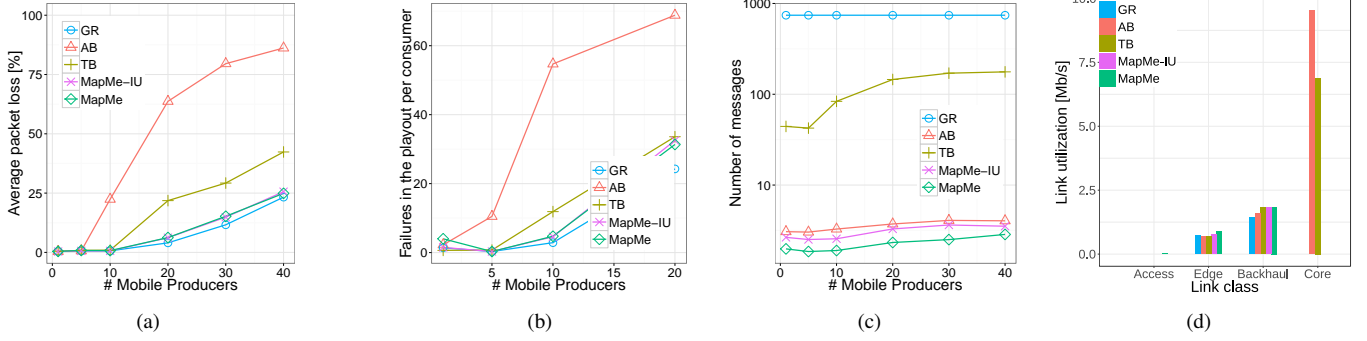 Average packet loss [%]
100
75
50
25
0
GR
AB
TB
MapMe−IU
MapMe
0
10
20
30
40
# Mobile Producers
(a)
Failures in the playout per consumer
60
40
20
0
GR
AB
TB
MapMe−IU
MapMe
5
10
20
# Mobile Producers
(b)
Number of messages
1000
100
10
GR
AB
TB
MapMe−IU
MapMe
0
10
20
30
40
# Mobile Producers
(c)
Link utilization [Mb/s]
10.0
7.5
5.0
2.5
0.0
GR
AB
TB
MapMe-IU
MapMe
Access
Edge
Backhaul
Core
Link class
(d)